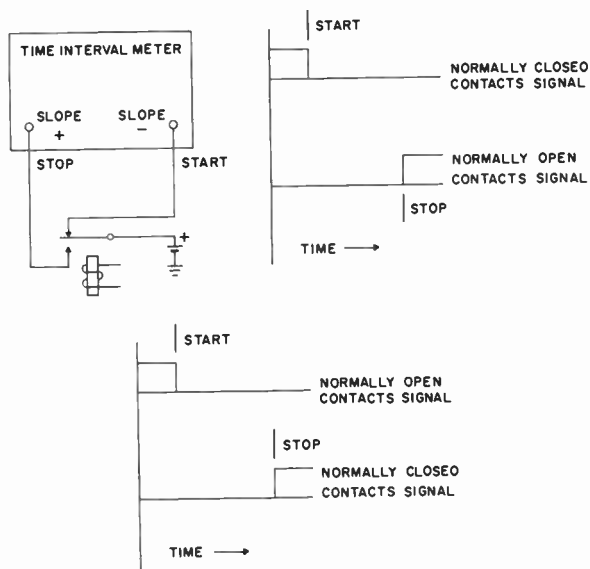 TIME INTERVAL METER
SLOPE
+
SLOPE
−
STOP
START
+
START
NORMALLY CLOSEO
CONTACTS SIGNAL
NORMALLY OPEN
CONTACTS SIGNAL
STOP
TIME
START
NORMALLY OPEN
CONTACTS SIGNAL
STOP
NORMALLY CLOSEO
CONTACTS SIGNAL
TIME